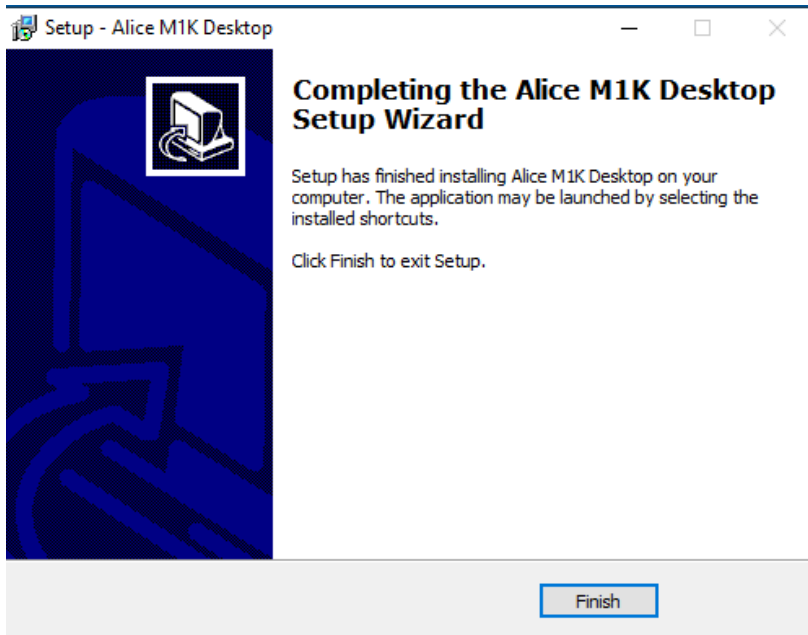 Setup - Alice M1K Desktop
Completing the Alice M1K Desktop
Setup Wizard
Setup has finished installing Alice M1K Desktop on your
computer. The application may be launched by selecting the
installed shortcuts.
Click Finish to exit Setup.
Finish